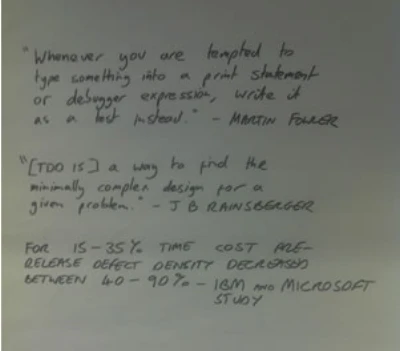 "Whenever you are tempted to
type something into a print statement
or debugger expression, write it
as a test instead." - MARTIN FOWLER
"[TDD IS] a way to find the
minimally complex design for a
given problem." - J B RAINSBERGER
FOR 15-35% TIME COST PRE-
RELEASE DEFECT DENSITY DECREASED
BETWEEN 40-90% - IBM AND MICROSOFT
STUDY